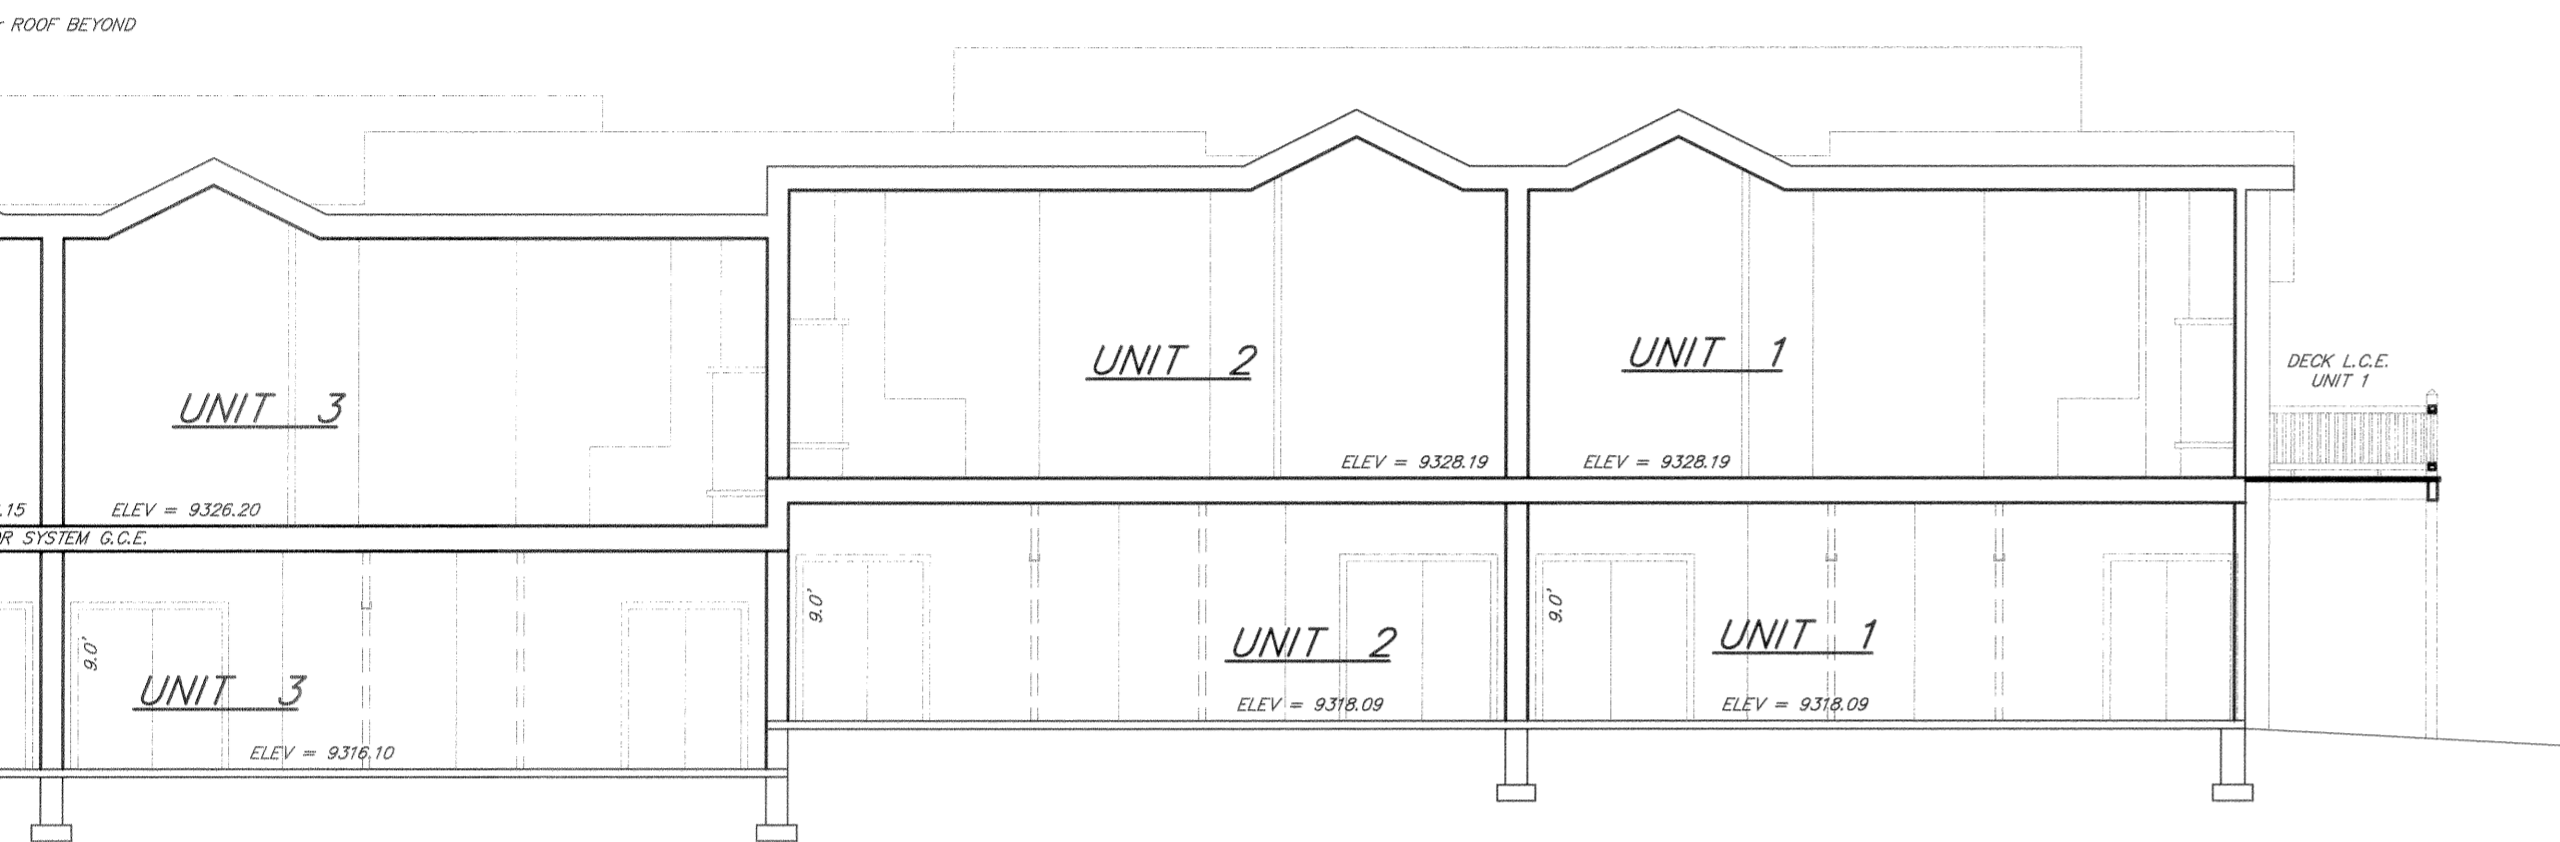 ROOF BEYOND
DECK L.C.E.
UNIT 1
UNIT 3
UNIT 2
UNIT 1
.15
ELEV = 9326.20
ELEV = 9328.19
ELEV = 9328.19
SYSTEM G.C.E.
9.0'
9.0'
9.0'
UNIT 3
UNIT 2
UNIT 1
ELEV = 9316.10
ELEV = 9318.09
ELEV = 9318.09